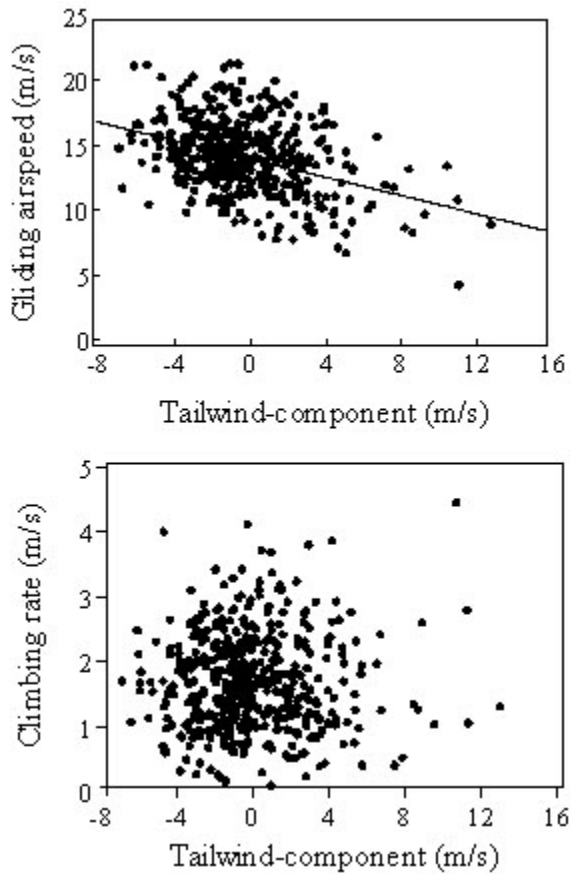 25
20
15
10
5
0
Gliding airspeed (m/s)
-8 -4 0 4 8 12 16
Tailwind-component (m/s)
5
4
3
2
1
0
Climbing rate (m/s)
-8 -4 0 4 8 12 16
Tailwind-component (m/s)